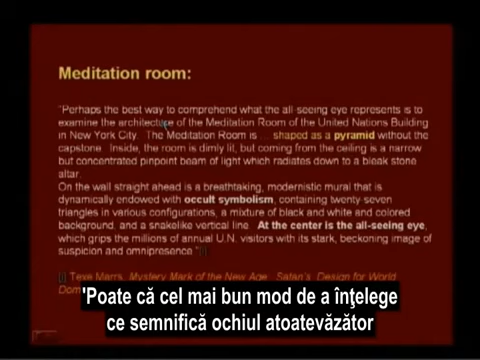 Meditation room:
"Perhaps the best way to comprehend what the all-seeing eye represents is to
examine the architecture of the Meditation Room of the United Nations Building
in New York City. The Meditation Room is ... shaped as a pyramid without the
capstone. Inside, the room is dimly lit, but coming from the ceiling is a narrow
but concentrated pinpoint beam of light which radiates down to a bleak stone
altar.
On the wall straight ahead is a breathtaking, modernistic mural that is
dynamically endowed with occult symbolism, containing twenty-seven
triangles in various configurations, a mixture of black and white and colored
background, and a snakelike vertical line. At the center is the all-seeing eye,
which grips the millions of annual U.N. visitors with its stark, beckoning image of
suspicion and omnipresence."[i]
[i] Texe Marrs, Mystery Mark of the New Age. Satan's Design for World
Dom
'Poate că cel mai bun mod de a înţelege
ce semnifică ochiul atoatevăzător